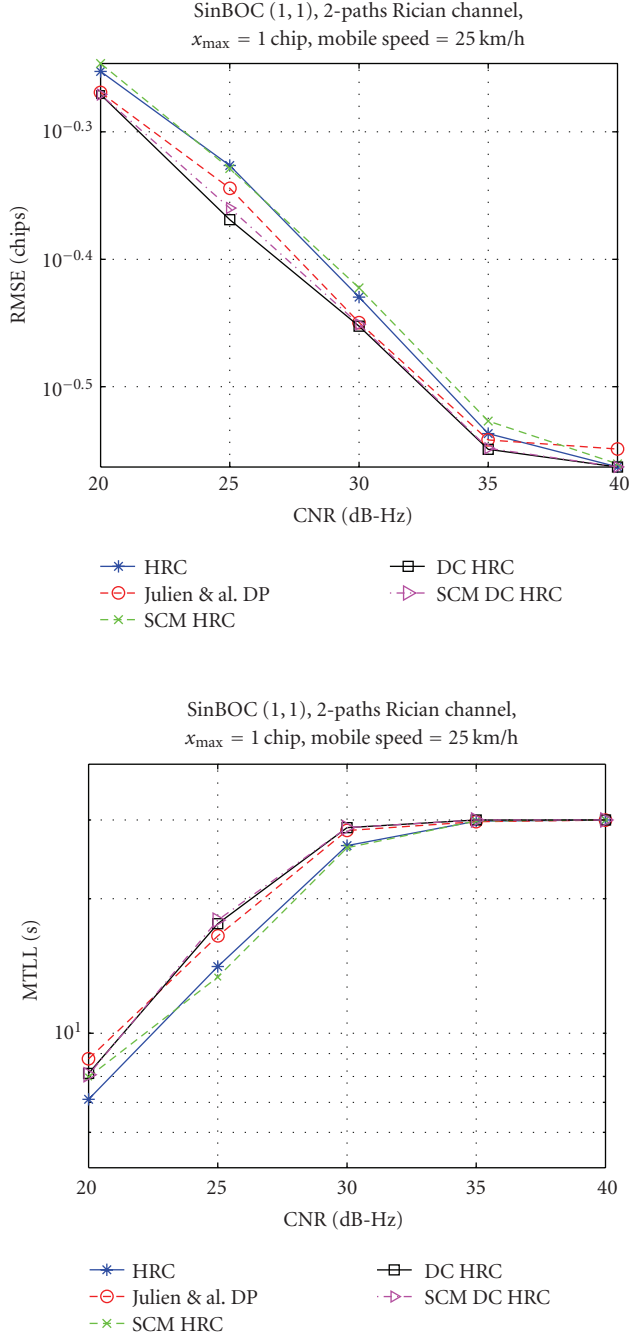 SinBOC (1, 1), 2-paths Rician channel,
x_max = 1 chip, mobile speed = 25 km/h
10^−0.3
10^−0.4
10^−0.5
RMSE (chips)
20 25 30 35 40
CNR (dB-Hz)
HRC
Julien & al. DP
SCM HRC
DC HRC
SCM DC HRC
SinBOC (1, 1), 2-paths Rician channel,
x_max = 1 chip, mobile speed = 25 km/h
10^1
MTLL (s)
20 25 30 35 40
CNR (dB-Hz)
HRC
Julien & al. DP
SCM HRC
DC HRC
SCM DC HRC